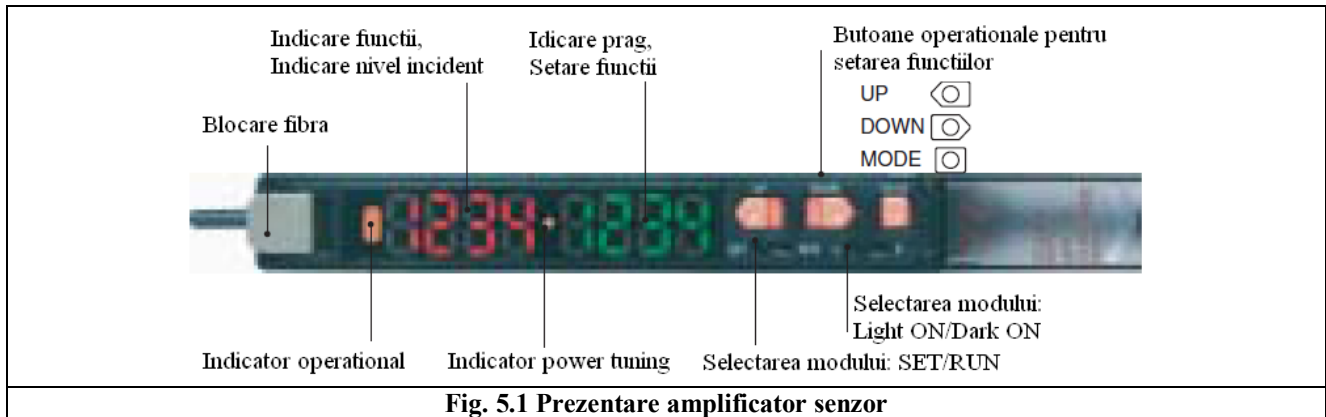 Indicare functii,
Indicare nivel incident
Idicare prag,
Setare functii
Butoane operationale pentru
setarea functiilor
UP
DOWN
MODE
Blocare fibra
1234 1234
Selectarea modului:
Light ON/Dark ON
Indicator operational
Indicator power tuning
Selectarea modului: SET/RUN
Fig. 5.1 Prezentare amplificator senzor